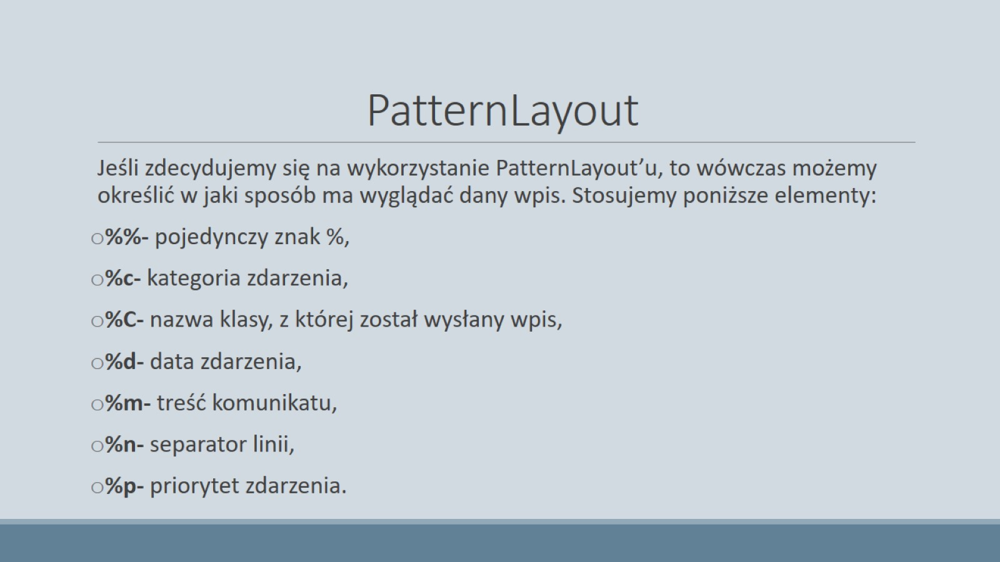 PatternLayout
Jeśli zdecydujemy się na wykorzystanie PatternLayout’u, to wówczas możemy
określić w jaki sposób ma wyglądać dany wpis. Stosujemy poniższe elementy:
○%%- pojedynczy znak %,
○%c- kategoria zdarzenia,
○%C- nazwa klasy, z której został wysłany wpis,
○%d- data zdarzenia,
○%m- treść komunikatu,
○%n- separator linii,
○%p- priorytet zdarzenia.